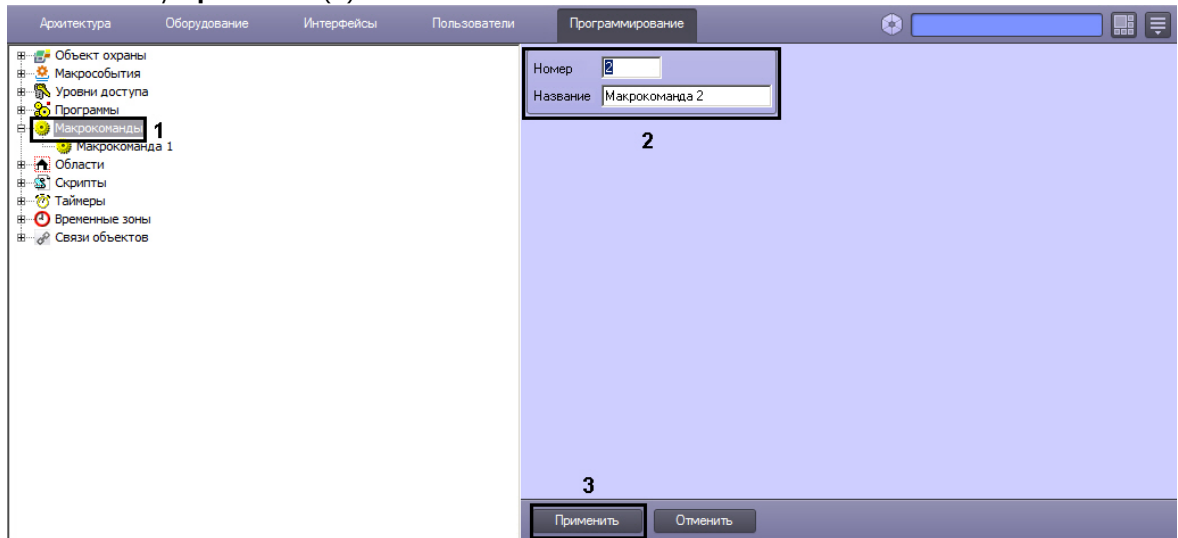 Архитектура Оборудование Интерфейсы Пользователи Программирование
Объект охраны
Макрособытия
Уровни доступа
Программы
Макрокоманды 1
Макрокоманда 1
Области
Скрипты
Таймеры
Временные зоны
Связи объектов
Номер 2
Название Макрокоманда 2
2
3
Применить Отменить